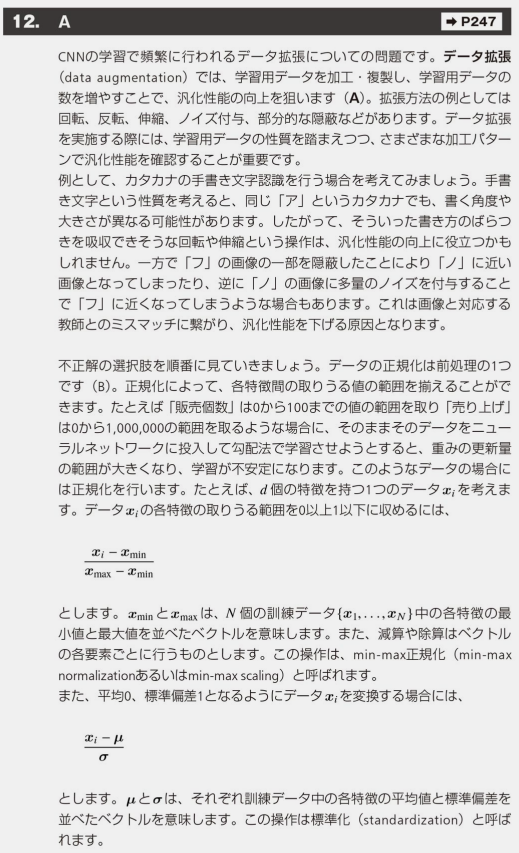 12. A ➡ P247
CNNの学習で頻繁に行われるデータ拡張についての問題です。データ拡張
（data augmentation）では、学習用データを加工・複製し、学習用データの
数を増やすことで、汎化性能の向上を狙います（A）。拡張方法の例としては
回転、反転、伸縮、ノイズ付与、部分的な隠蔽などがあります。データ拡張
を実施する際には、学習用データの性質を踏まえつつ、さまざまな加工パター
ンで汎化性能を確認することが重要です。
例として、カタカナの手書き文字認識を行う場合を考えてみましょう。手書
き文字という性質を考えると、同じ「ア」というカタカナでも、書く角度や
大きさが異なる可能性があります。したがって、そういった書き方のばらつ
きを吸収できそうな回転や伸縮という操作は、汎化性能の向上に役立つかも
しれません。一方で「フ」の画像の一部を隠蔽したことにより「ノ」に近い
画像となってしまったり、逆に「ノ」の画像に多量のノイズを付与すること
で「フ」に近くなってしまうような場合もあります。これは画像と対応する
教師とのミスマッチに繋がり、汎化性能を下げる原因となります。
不正解の選択肢を順番に見ていきましょう。データの正規化は前処理の1つ
です（B）。正規化によって、各特徴間の取りうる値の範囲を揃えることがで
きます。たとえば「販売個数」は0から100までの値の範囲を取り「売り上げ」
は0から1,000,000の範囲を取るような場合に、そのままそのデータをニュー
ラルネットワークに投入して勾配法で学習させようとすると、重みの更新量
の範囲が大きくなり、学習が不安定になります。このようなデータの場合に
は正規化を行います。たとえば、d 個の特徴を持つ1つのデータxiを考えま
す。データxiの各特徴の取りうる範囲を0以上1以下に収めるには、
xi − xmin
xmax − xmin
とします。xminとxmaxは、N 個の訓練データ{x1, . . . , xN}中の各特徴の最
小値と最大値を並べたベクトルを意味します。また、減算や除算はベクトル
の各要素ごとに行うものとします。この操作は、min-max正規化（min-max
normalizationあるいはmin-max scaling）と呼ばれます。
また、平均0、標準偏差1となるようにデータxiを変換する場合には、
xi − μ
σ
とします。μとσは、それぞれ訓練データ中の各特徴の平均値と標準偏差を
並べたベクトルを意味します。この操作は標準化（standardization）と呼ば
れます。